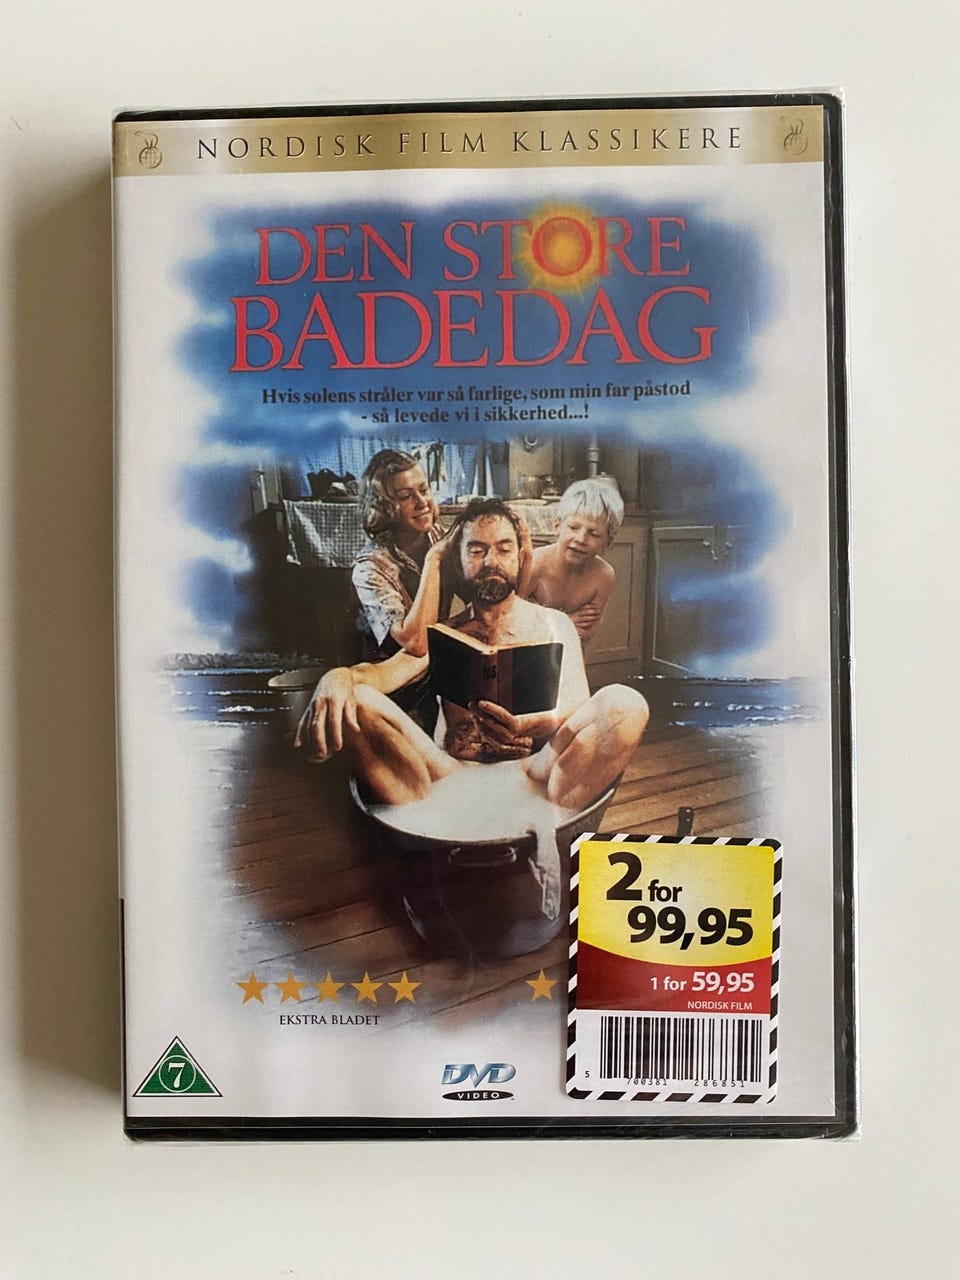 NORDISK FILM KLASSIKERE
DEN STORE
BADEDAG
Hvis solens stråler var så farlige, som min far påstod
- så levede vi i sikkerhed...!
EKSTRA BLADET
7
DVD
VIDEO
2 for
99,95
1 for 59,95
NORDISK FILM
5 700381 286851